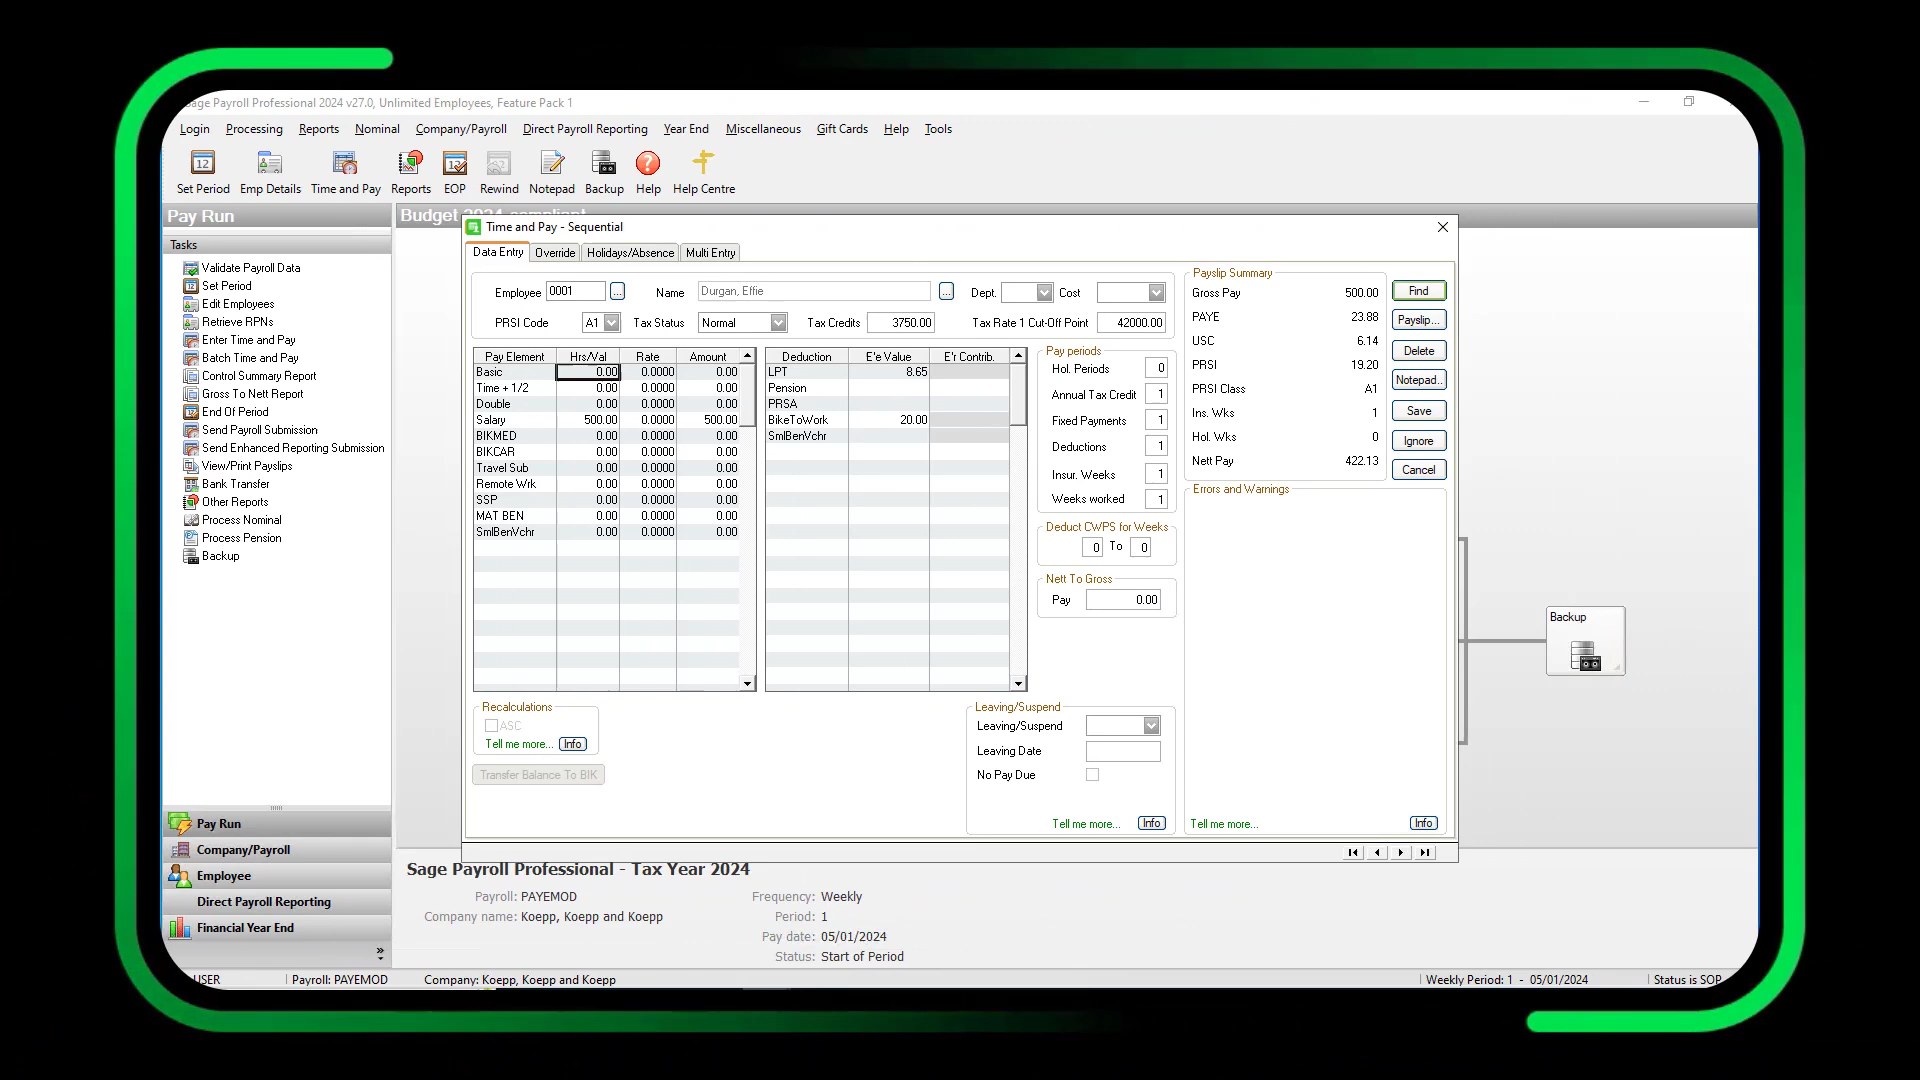 Sage Payroll Professional 2024 v27.0, Unlimited Employees, Feature Pack 1
Login Processing Reports Nominal Company/Payroll Direct Payroll Reporting Year End Miscellaneous Gift Cards Help Tools
12 12
Set Period Emp Details Time and Pay Reports EOP Rewind Notepad Backup Help Help Centre
Pay Run
Tasks
Validate Payroll Data
Set Period
Edit Employees
Retrieve RPNs
Enter Time and Pay
Batch Time and Pay
Control Summary Report
Gross To Nett Report
End Of Period
Send Payroll Submission
Send Enhanced Reporting Submission
View/Print Payslips
Bank Transfer
Other Reports
Process Nominal
Process Pension
Backup
Pay Run
Company/Payroll
Employee
Direct Payroll Reporting
Financial Year End
Budget 2024 compliant
Time and Pay - Sequential
Data Entry Override Holidays/Absence Multi Entry
Employee 0001 ... Name Durgan, Effie ... Dept. Cost
PRSI Code A1 Tax Status Normal Tax Credits 3750.00 Tax Rate 1 Cut-Off Point 42000.00
Pay Element Hrs/Val Rate Amount
Basic 0.00 0.0000 0.00
Time + 1/2 0.00 0.0000 0.00
Double 0.00 0.0000 0.00
Salary 500.00 0.0000 500.00
BIKMED 0.00 0.0000 0.00
BIKCAR 0.00 0.0000 0.00
Travel Sub 0.00 0.0000 0.00
Remote Wrk 0.00 0.0000 0.00
SSP 0.00 0.0000 0.00
MAT BEN 0.00 0.0000 0.00
SmlBenVchr 0.00 0.0000 0.00
Deduction E'e Value E'r Contrib.
LPT 8.65
Pension
PRSA
BikeToWork 20.00
SmlBenVchr
Pay periods
Hol. Periods 0
Annual Tax Credit 1
Fixed Payments 1
Deductions 1
Insur. Weeks 1
Weeks worked 1
Deduct CWPS for Weeks
0 To 0
Nett To Gross
Pay 0.00
Payslip Summary
Gross Pay 500.00
PAYE 23.88
USC 6.14
PRSI 19.20
PRSI Class A1
Ins. Wks 1
Hol. Wks 0
Nett Pay 422.13
Find
Payslip...
Delete
Notepad..
Save
Ignore
Cancel
Errors and Warnings
Tell me more... Info
Recalculations
ASC
Tell me more... Info
Transfer Balance To BIK
Leaving/Suspend
Leaving/Suspend
Leaving Date
No Pay Due
Tell me more... Info
Backup
Sage Payroll Professional - Tax Year 2024
Payroll: PAYEMOD
Company name: Koepp, Koepp and Koepp
Frequency: Weekly
Period: 1
Pay date: 05/01/2024
Status: Start of Period
USER Payroll: PAYEMOD Company: Koepp, Koepp and Koepp Weekly Period: 1 - 05/01/2024 Status is SOP